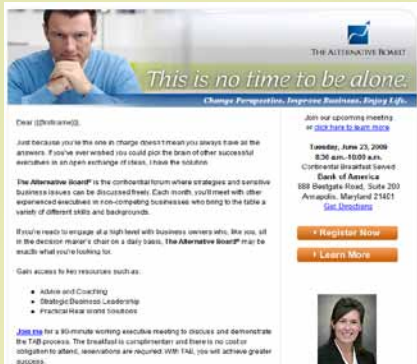 THE ALTERNATIVE BOARD
This is no time to be alone.
Change Perspective. Improve Business. Enjoy Life.
Dear {{firstname}},
Just because you're the one in charge doesn't mean you always have all the
answers. If you've ever wished you could pick the brain of other successful
executives in an open exchange of ideas, I have the solution.
The Alternative Board® is the confidential forum where strategies and sensitive
business issues can be discussed freely. Each month, you'll meet with other
experienced executives in non-competing businesses who bring to the table a
variety of different skills and backgrounds.
If you're ready to engage at a high level with business owners who, like you, sit
in the decision maker's chair on a daily basis, The Alternative Board® may be
exactly what you're looking for.
Gain access to key resources such as:
Advice and Coaching
Strategic Business Leadership
Practical Real World Solutions
Join me for a 90-minute working executive meeting to discuss and demonstrate
the TAB process. The breakfast is complimentary and there is no cost or
obligation to attend, reservations are required. With TAB, you will achieve greater
success.
Join our upcoming meeting.
or click here to learn more
Tuesday, June 23, 2009
8:30 a.m.-10:00 a.m.
Continental Breakfast Served
Bank of America
888 Bestgate Road, Suite 200
Annapolis, Maryland 21401
Get Directions
Register Now
Learn More